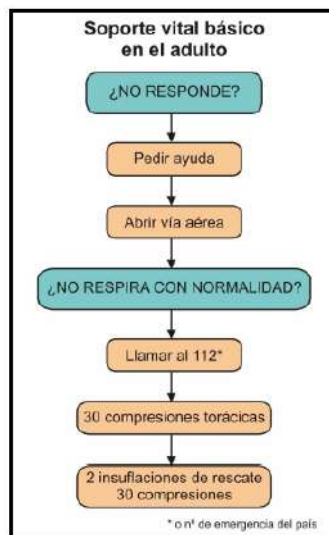 Soporte vital básico
en el adulto
¿NO RESPONDE?
Pedir ayuda
Abrir vía aérea
¿NO RESPIRA CON NORMALIDAD?
Llamar al 112*
30 compresiones torácicas
2 insuflaciones de rescate
30 compresiones
* o nº de emergencia del país